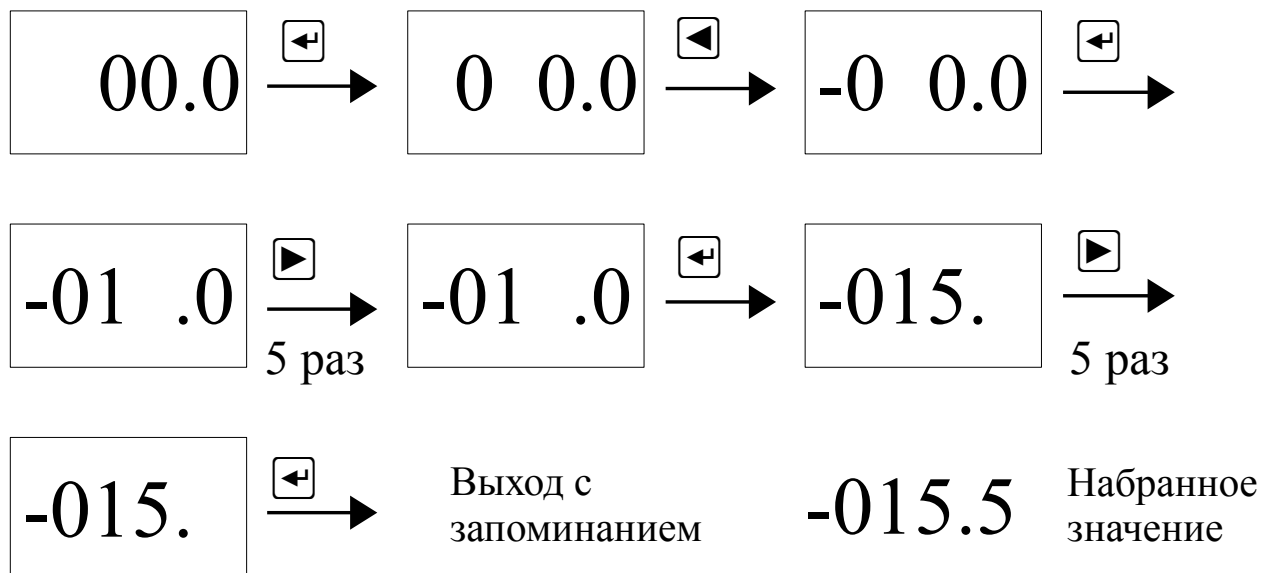 00.0
0 0.0
-0 0.0
-01 .0
5 раз
-01 .0
-015.
5 раз
-015.
Выход с
запоминанием
-015.5
Набранное
значение